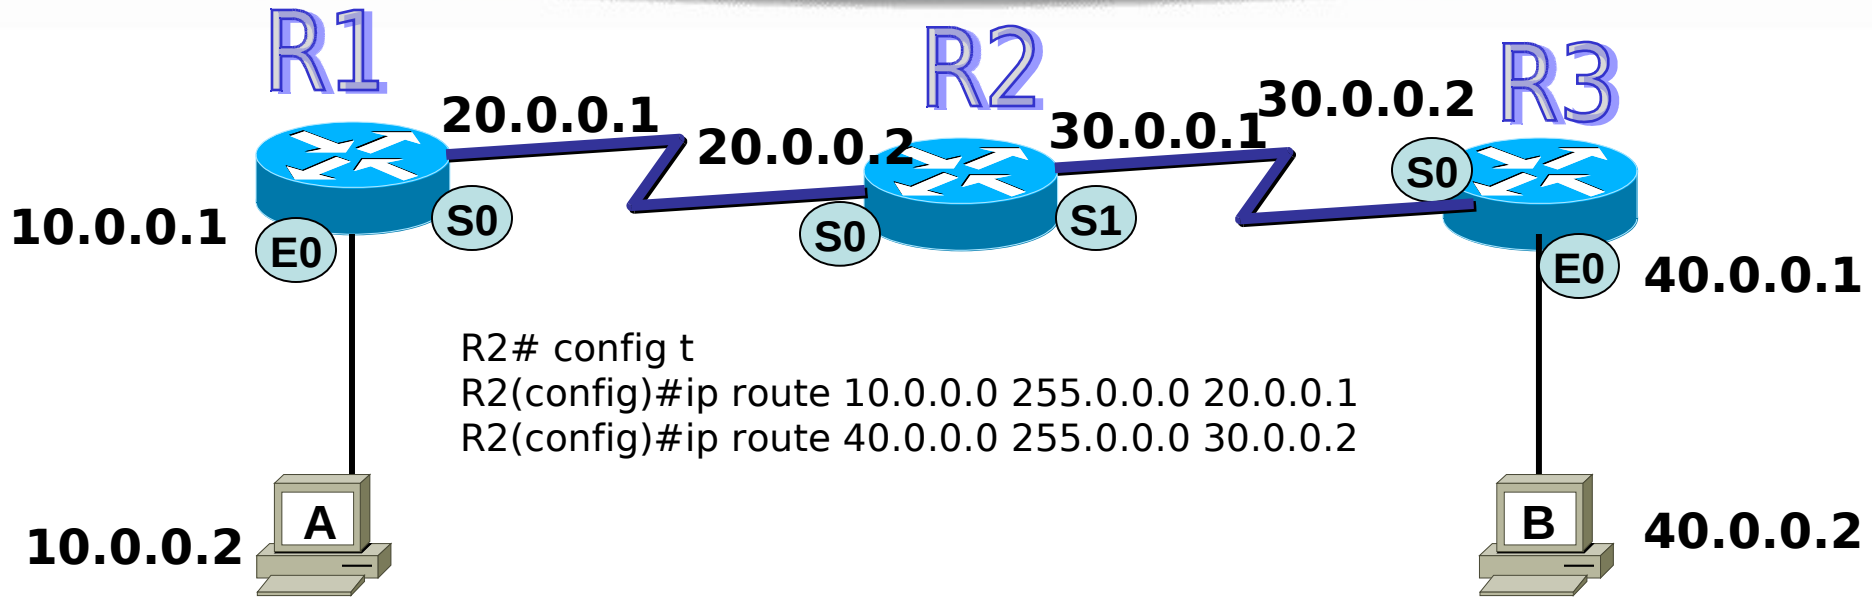 R1
R2
R3
20.0.0.1
20.0.0.2
30.0.0.1
30.0.0.2
10.0.0.1
E0
S0
S0
S1
S0
E0
40.0.0.1
R2# config t
R2(config)#ip route 10.0.0.0 255.0.0.0 20.0.0.1
R2(config)#ip route 40.0.0.0 255.0.0.0 30.0.0.2
10.0.0.2
A
B
40.0.0.2